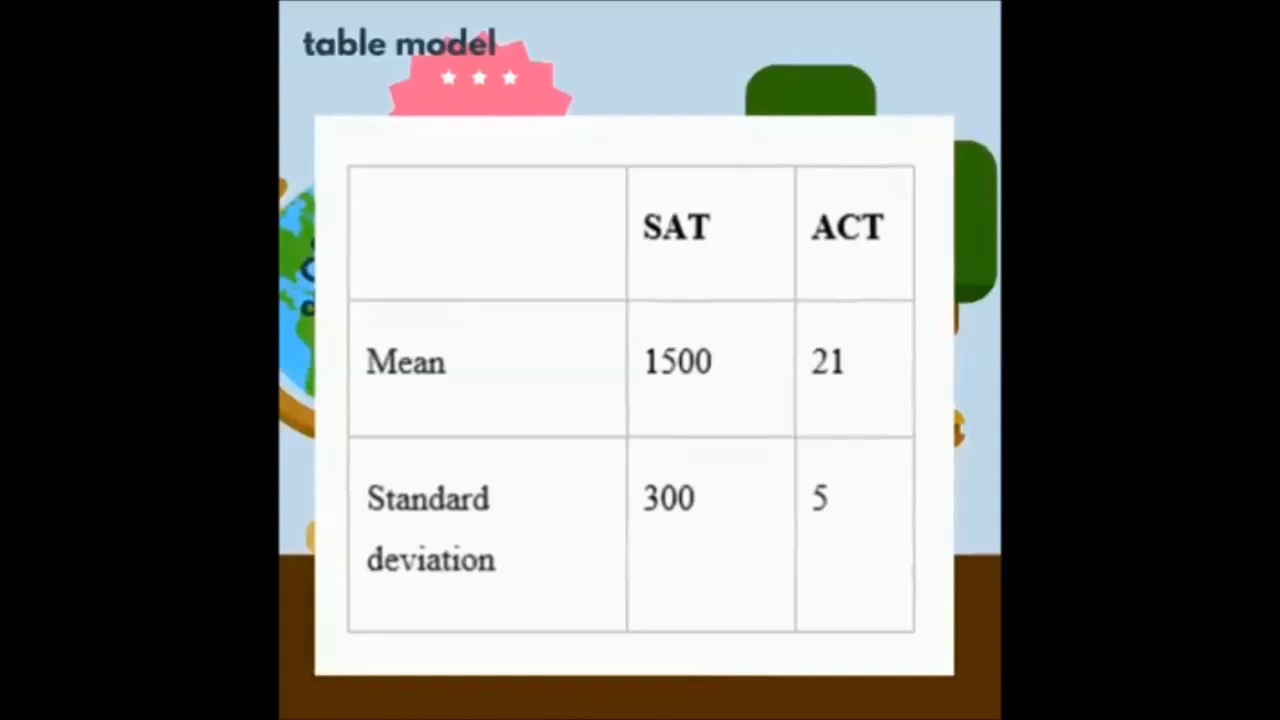 table model
SAT ACT
Mean 1500 21
Standard 300 5
deviation